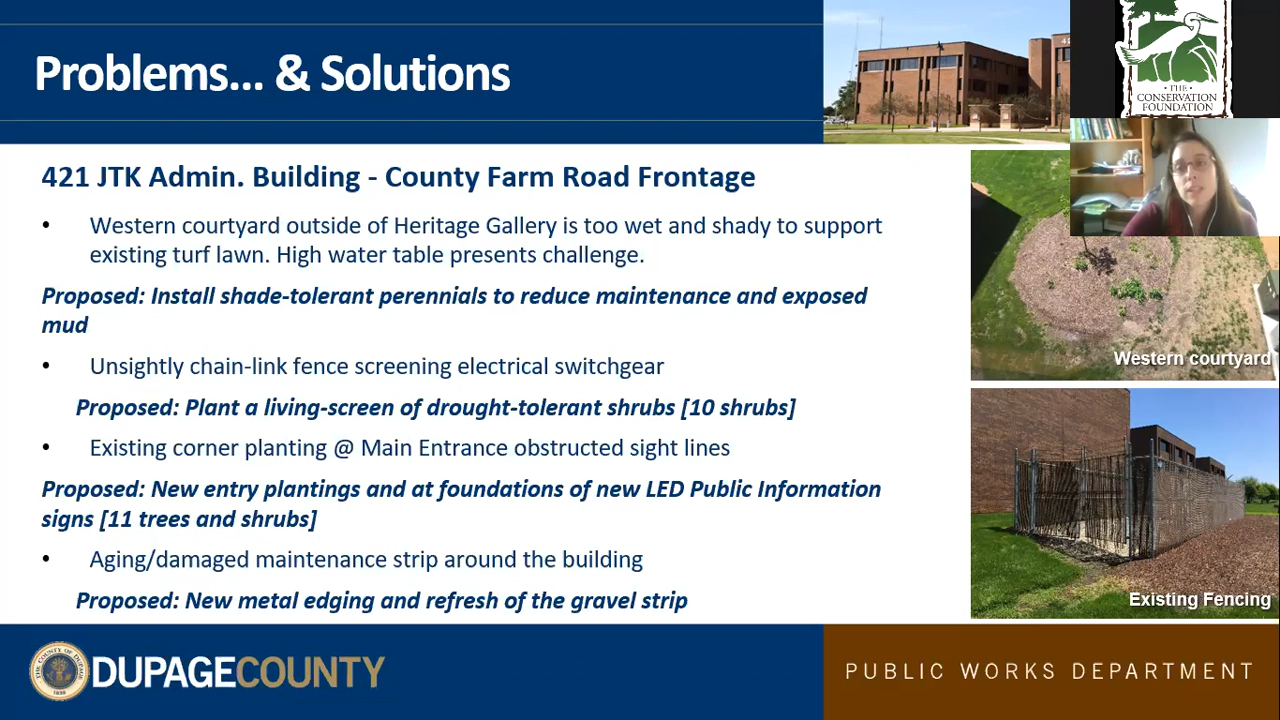 Problems... & Solutions
THE
CONSERVATION
FOUNDATION
421 JTK Admin. Building - County Farm Road Frontage
• Western courtyard outside of Heritage Gallery is too wet and shady to support
existing turf lawn. High water table presents challenge.
Proposed: Install shade-tolerant perennials to reduce maintenance and exposed
mud
• Unsightly chain-link fence screening electrical switchgear
Proposed: Plant a living-screen of drought-tolerant shrubs [10 shrubs]
• Existing corner planting @ Main Entrance obstructed sight lines
Proposed: New entry plantings and at foundations of new LED Public Information
signs [11 trees and shrubs]
• Aging/damaged maintenance strip around the building
Proposed: New metal edging and refresh of the gravel strip
Western courtyard
Existing Fencing
DUPAGECOUNTY
PUBLIC WORKS DEPARTMENT